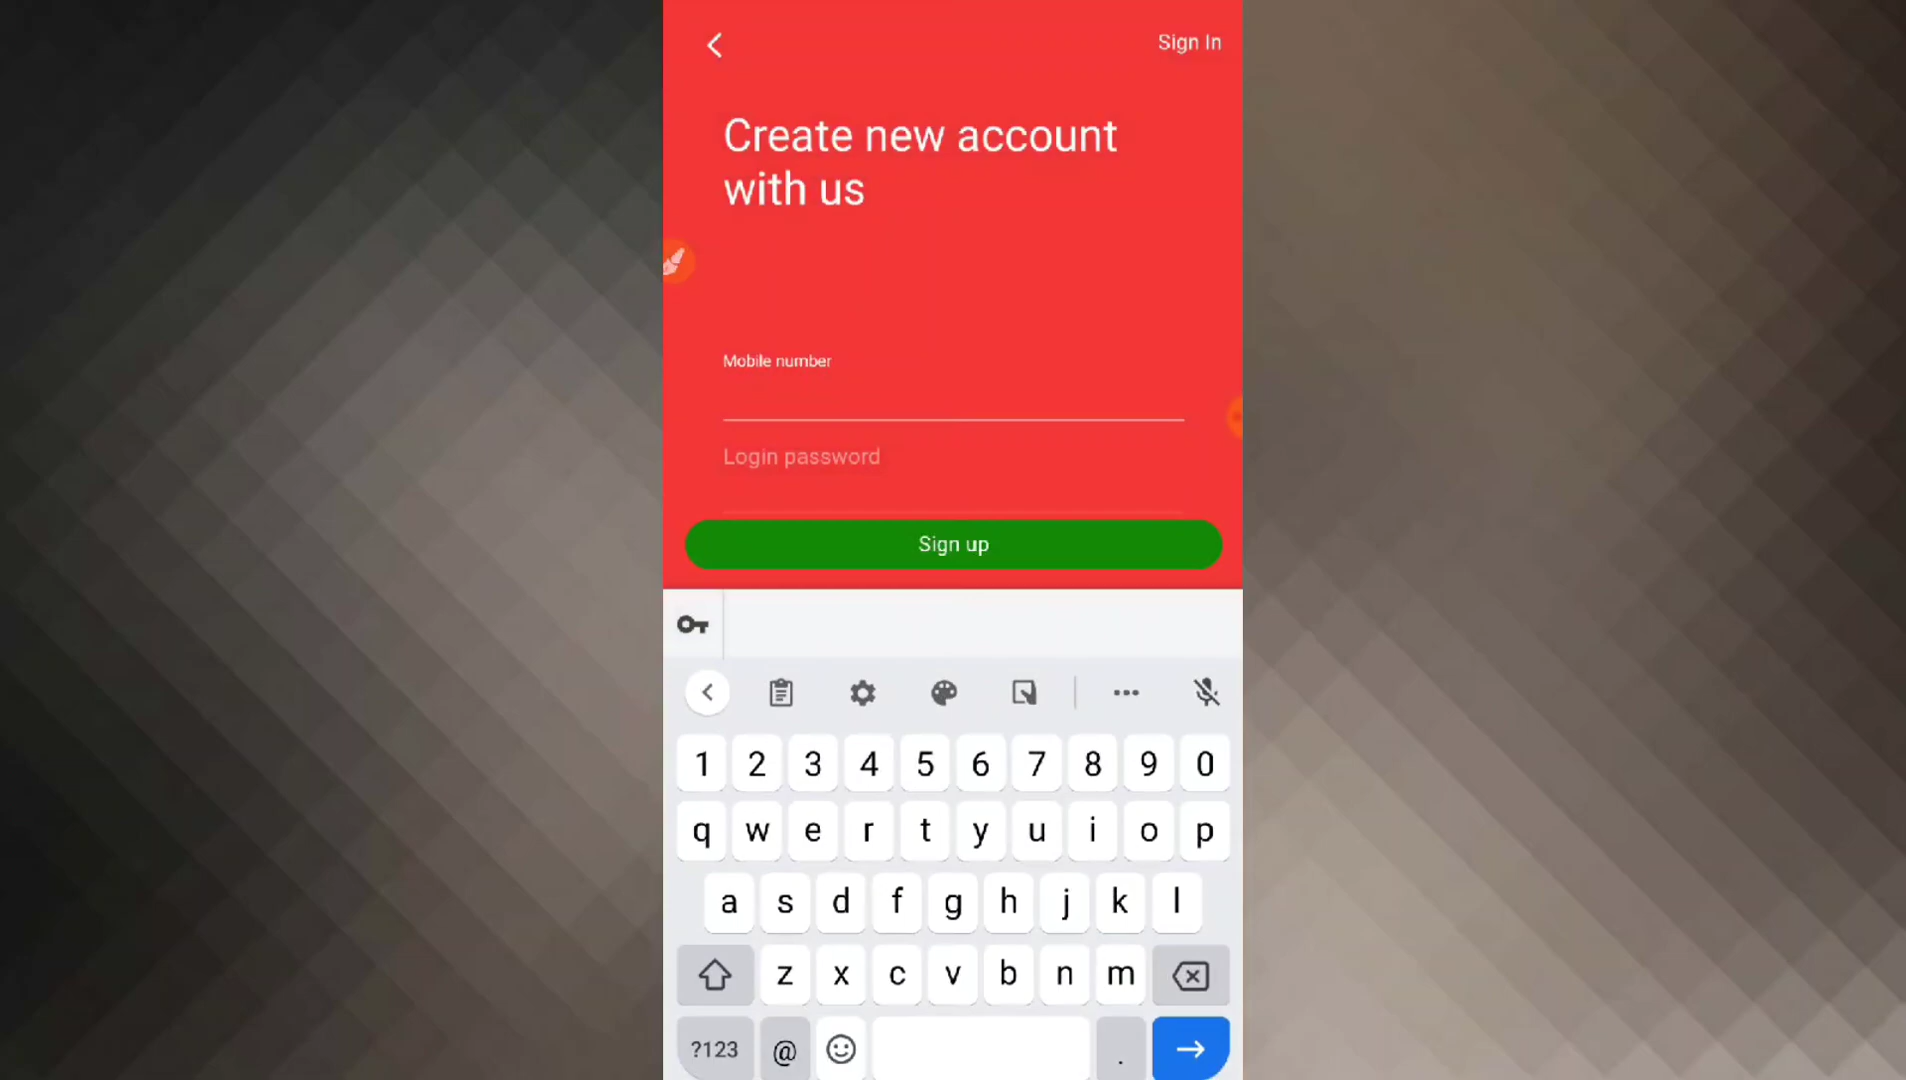 Sign In
Create new account
with us
Mobile number
Login password
Sign up
1 2 3 4 5 6 7 8 9 0
q w e r t y u i o p
a s d f g h j k l
z x c v b n m
?123 @ .